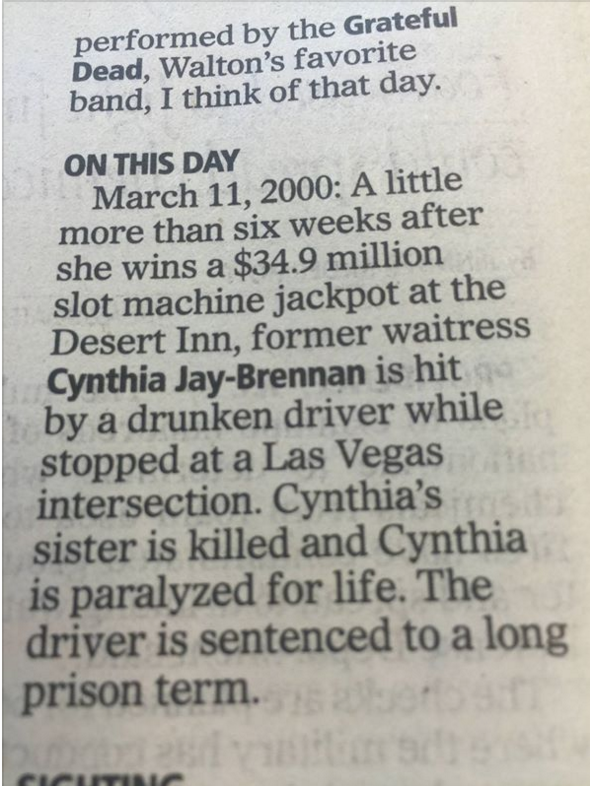 performed by the Grateful
Dead, Walton's favorite
band, I think of that day.
ON THIS DAY
March 11, 2000: A little
more than six weeks after
she wins a $34.9 million
slot machine jackpot at the
Desert Inn, former waitress
Cynthia Jay-Brennan is hit
by a drunken driver while
stopped at a Las Vegas
intersection. Cynthia's
sister is killed and Cynthia
is paralyzed for life. The
driver is sentenced to a long
prison term.
SIGHTING